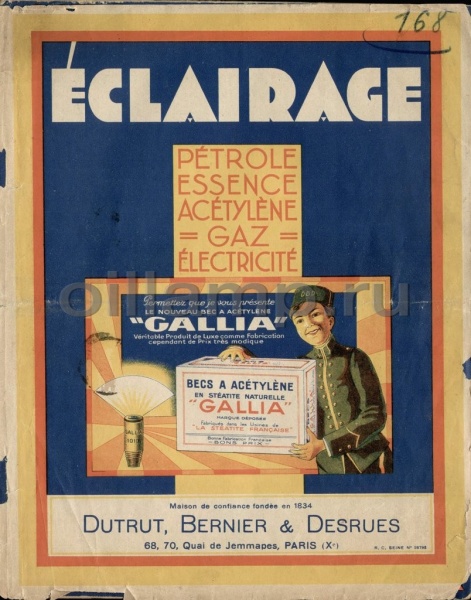 168
ÉCLAIRAGE
PÉTROLE
ESSENCE
ACÉTYLÈNE
= GAZ =
ÉLECTRICITÉ
oillamp.ru
Permettez que je vous présente
LE NOUVEAU BEC A ACÉTYLÈNE
"GALLIA"
Véritable Produit de Luxe comme Fabrication
cependant de Prix très modique
BECS A ACÉTYLÈNE
EN STÉATITE NATURELLE
"GALLIA"
MARQUE DÉPOSÉE
Fabriqués dans les Usines de
"LA STÉATITE FRANÇAISE"
Bonne Fabrication Française
BONS PRIX
GALLIA
Maison de confiance fondée en 1834
DUTRUT, BERNIER & DESRUES
68, 70, Quai de Jemmapes, PARIS (Xᵉ)
R. C. SEINE Nº